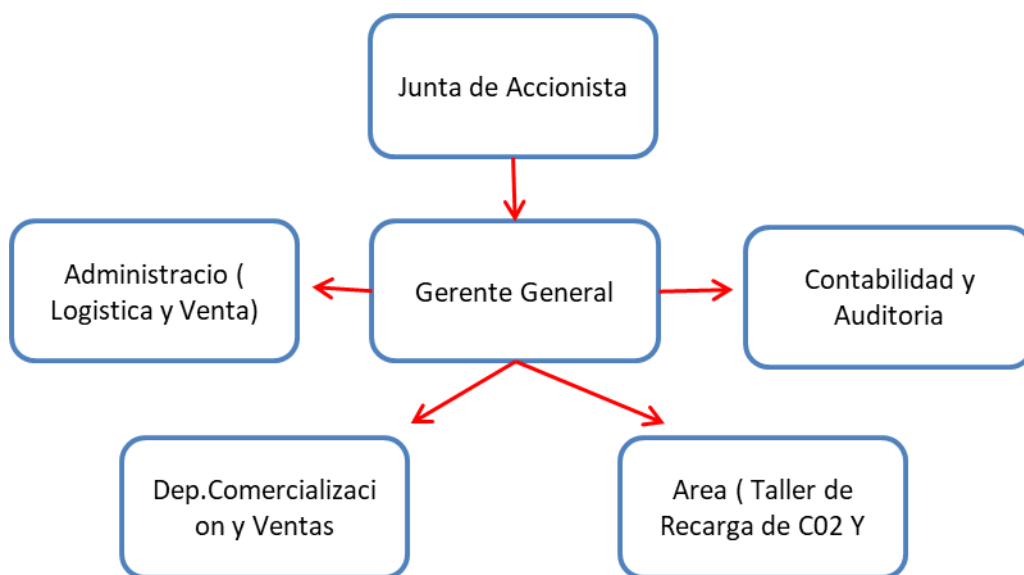 Junta de Accionista
Administracio (
Logistica y Venta)
Gerente General
Contabilidad y
Auditoria
Dep.Comercializaci
on y Ventas
Area ( Taller de
Recarga de C02 Y